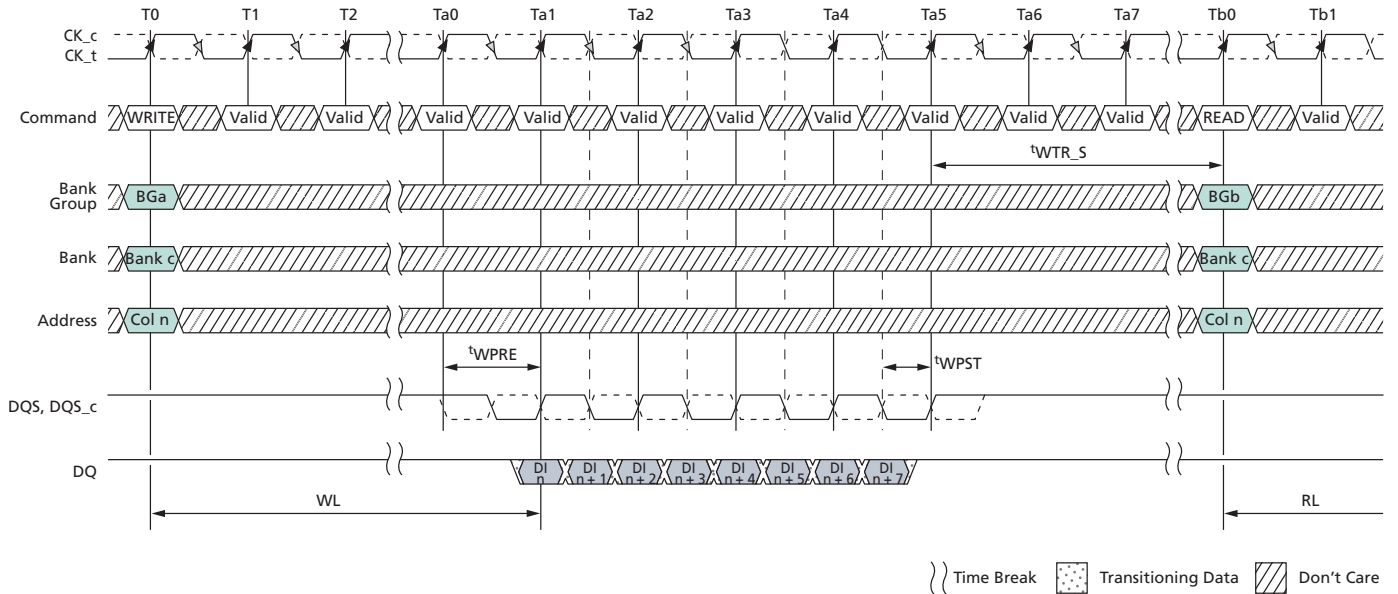 T0 T1 T2 Ta0 Ta1 Ta2 Ta3 Ta4 Ta5 Ta6 Ta7 Tb0 Tb1
CK_c
CK_t
Command WRITE Valid Valid Valid Valid Valid Valid Valid Valid Valid Valid READ Valid
tWTR_S
Bank Group BGa BGb
Bank Bank c Bank c
Address Col n Col n
tWPRE tWPST
DQS, DQS_c
DQ DI n DI n + 1 DI n + 2 DI n + 3 DI n + 4 DI n + 5 DI n + 6 DI n + 7
WL RL
Time Break Transitioning Data Don’t Care